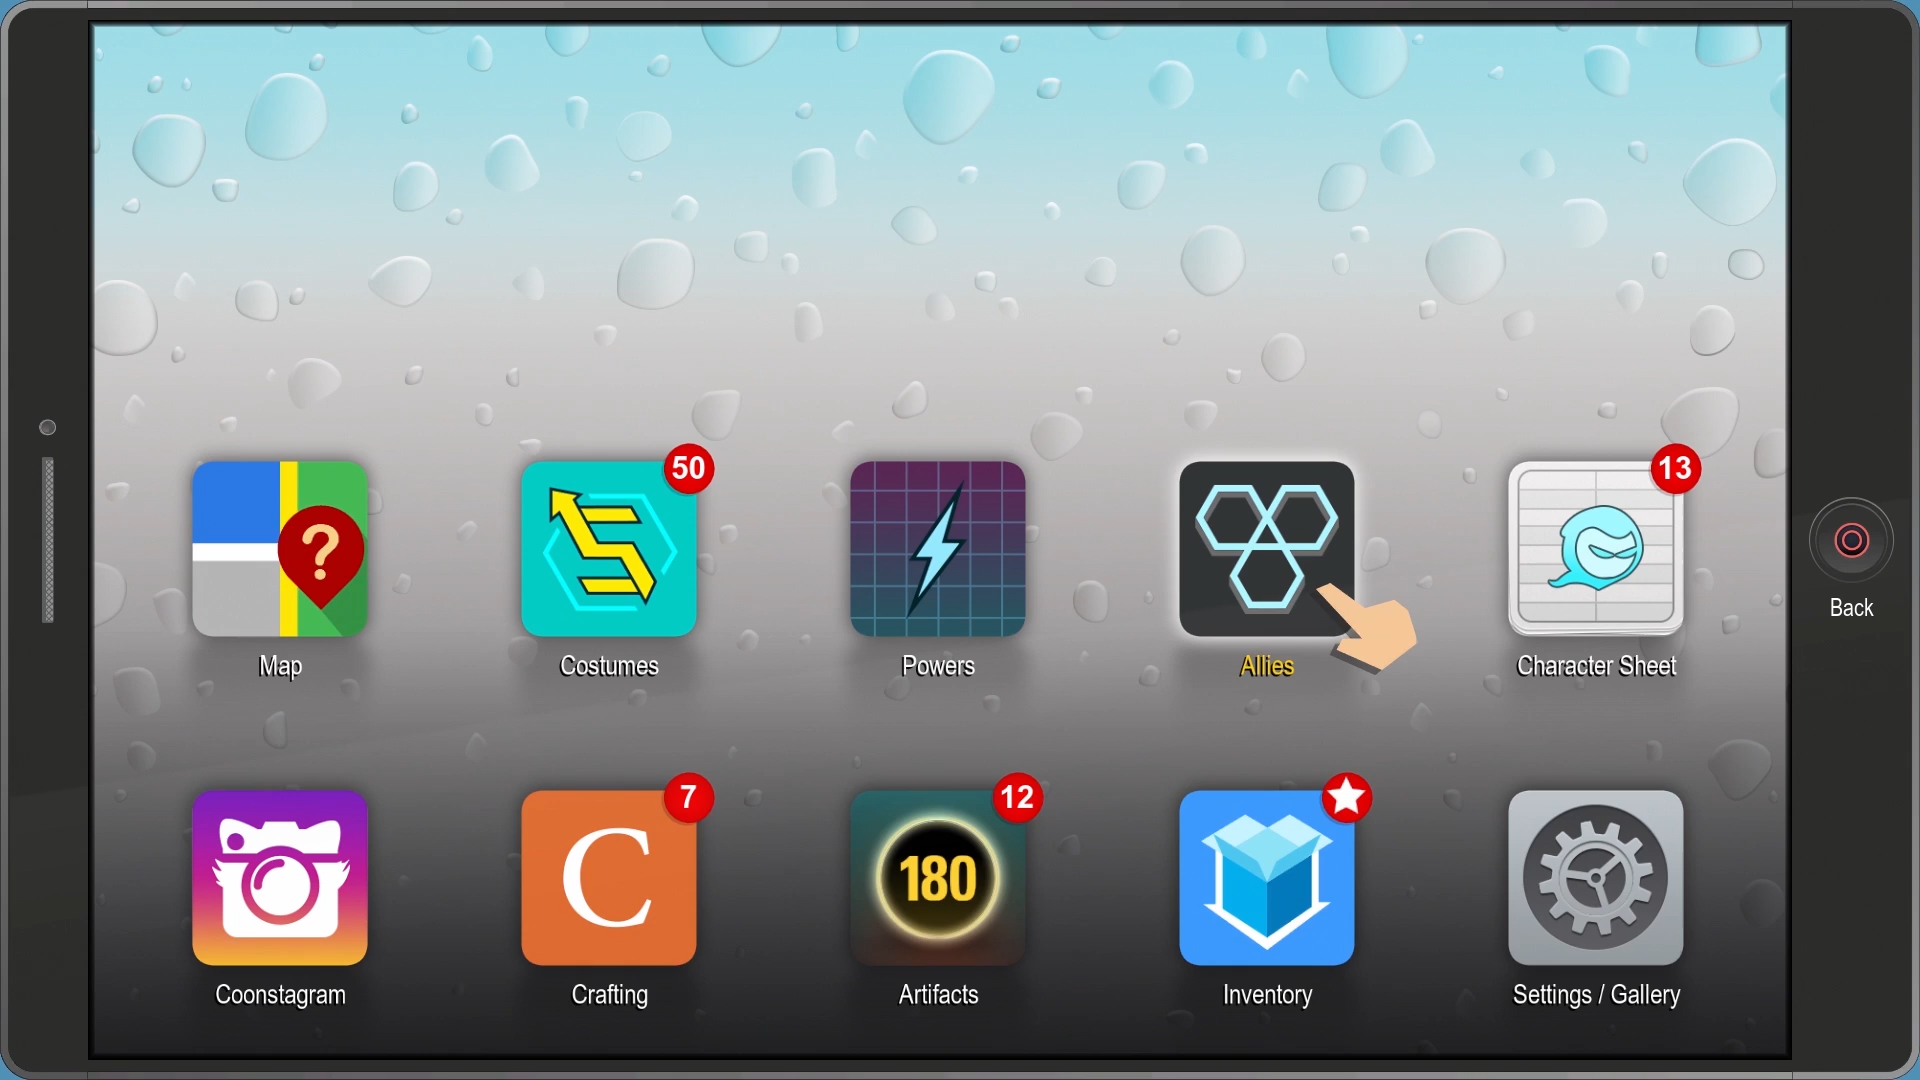 50
13
?
Back
Map
Costumes
Powers
Allies
Character Sheet
7
12
C
180
Coonstagram
Crafting
Artifacts
Inventory
Settings / Gallery